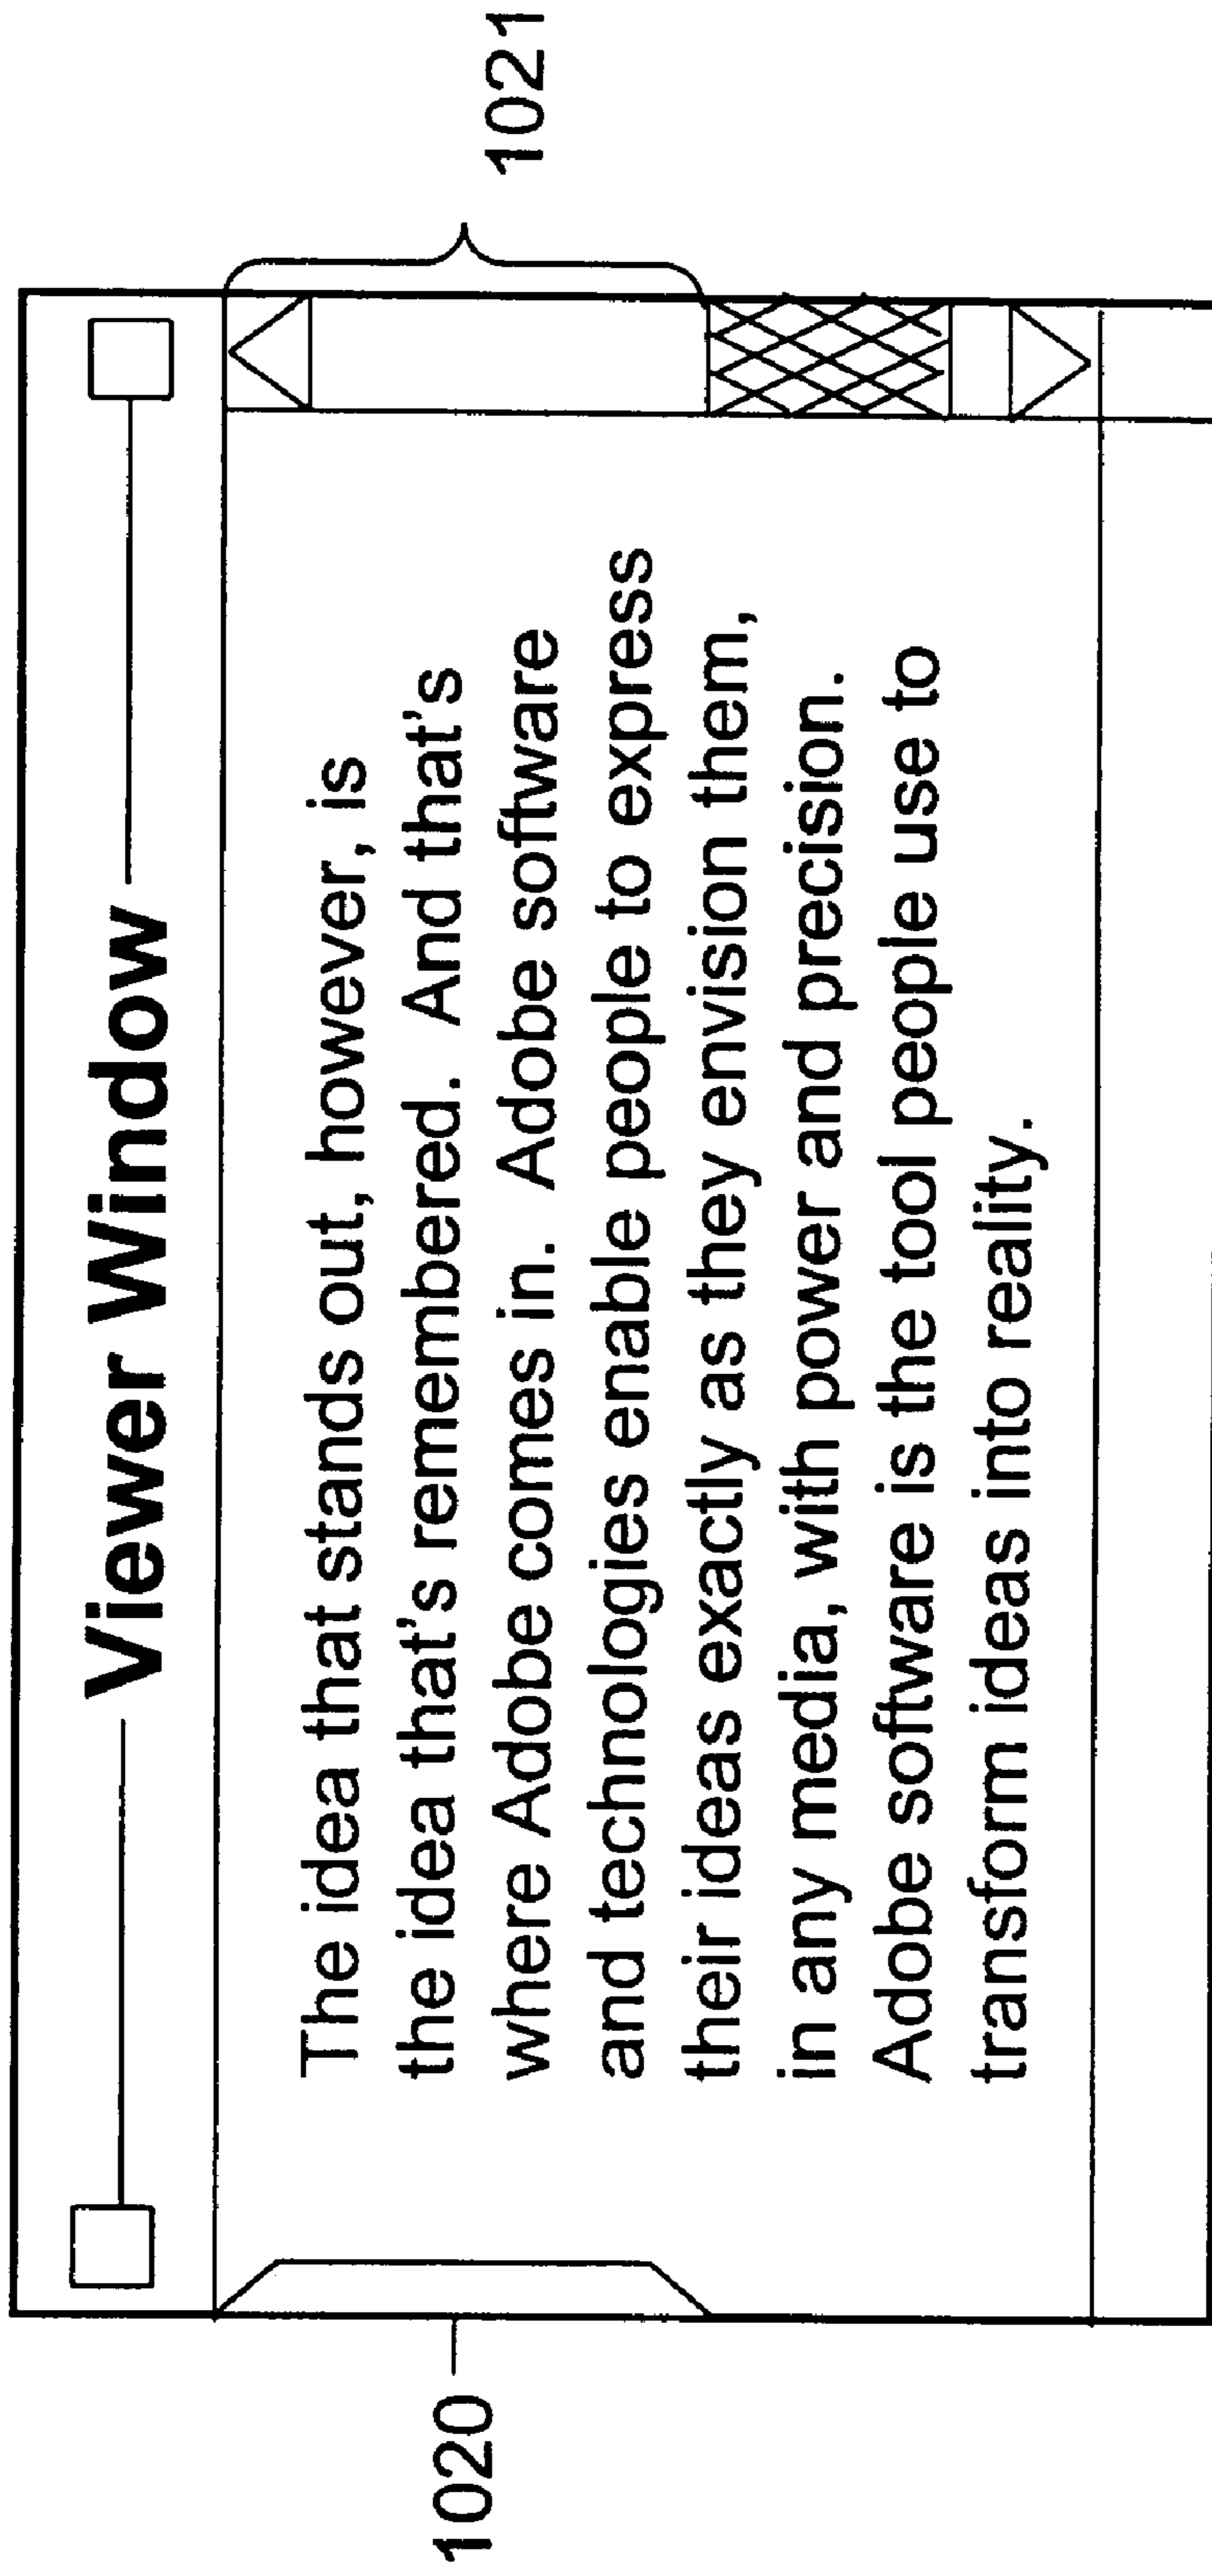 Viewer Window
1021
The idea that stands out, however, is
the idea that's remembered. And that's
where Adobe comes in. Adobe software
and technologies enable people to express
their ideas exactly as they envision them,
in any media, with power and precision.
Adobe software is the tool people use to
transform ideas into reality.
1020